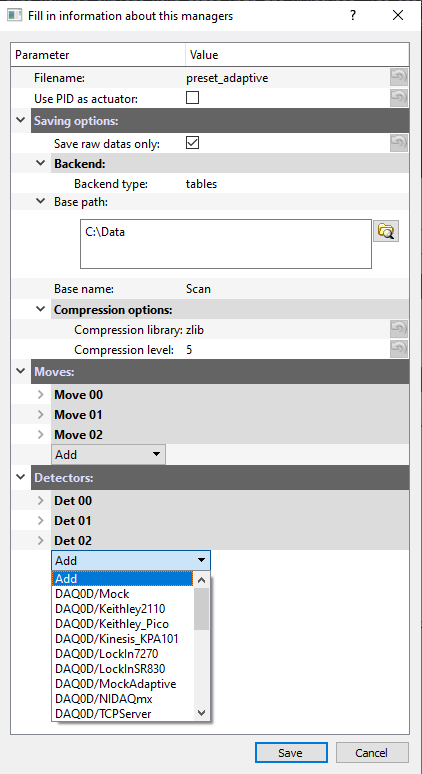 Fill in information about this managers ? ×
Parameter Value
Filename: preset_adaptive
Use PID as actuator:
Saving options:
Save raw datas only:
Backend:
Backend type: tables
Base path:
C:\Data
Base name: Scan
Compression options:
Compression library: zlib
Compression level: 5
Moves:
Move 00
Move 01
Move 02
Add
Detectors:
Det 00
Det 01
Det 02
Add
Add
DAQ0D/Mock
DAQ0D/Keithley2110
DAQ0D/Keithley_Pico
DAQ0D/Kinesis_KPA101
DAQ0D/LockIn7270
DAQ0D/LockInSR830
DAQ0D/MockAdaptive
DAQ0D/NIDAQmx
DAQ0D/TCPServer
Save Cancel